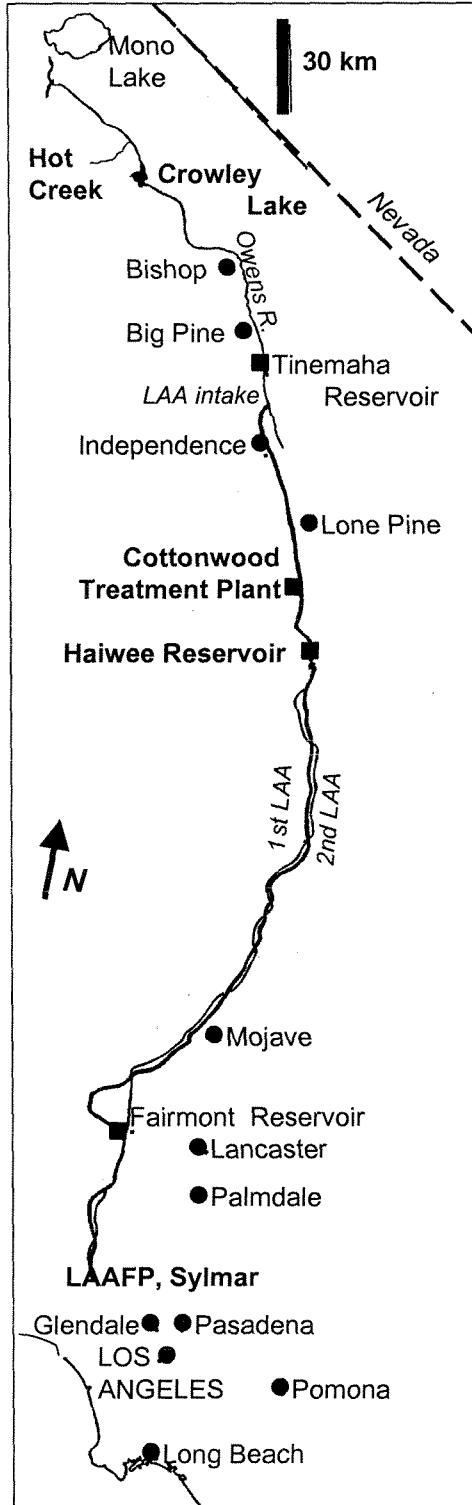 Mono
Lake
30 km
Hot
Creek
Crowley
Lake
Nevada
Bishop
Owens R.
Big Pine
Tinemaha
Reservoir
LAA intake
Independence
Lone Pine
Cottonwood
Treatment Plant
Haiwee Reservoir
1st LAA
2nd LAA
N
Mojave
Fairmont Reservoir
Lancaster
Palmdale
LAAFP, Sylmar
Glendale
Pasadena
LOS
ANGELES
Pomona
Long Beach